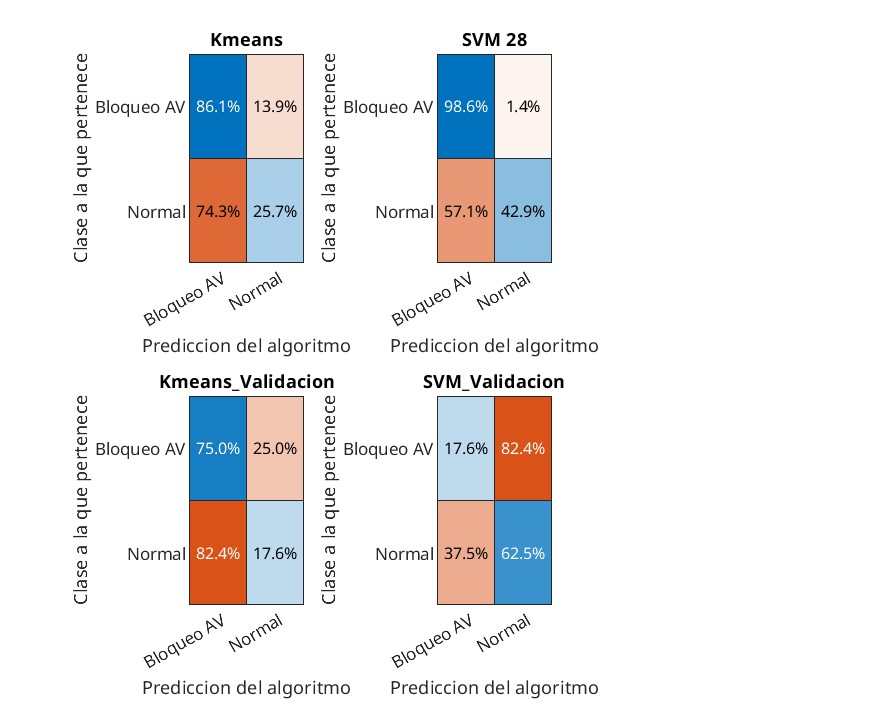 Kmeans
Clase a la que pertenece
Bloqueo AV 86.1% 13.9%
Normal 74.3% 25.7%
Bloqueo AV Normal
Prediccion del algoritmo
SVM 28
Clase a la que pertenece
Bloqueo AV 98.6% 1.4%
Normal 57.1% 42.9%
Bloqueo AV Normal
Prediccion del algoritmo
Kmeans_Validacion
Clase a la que pertenece
Bloqueo AV 75.0% 25.0%
Normal 82.4% 17.6%
Bloqueo AV Normal
Prediccion del algoritmo
SVM_Validacion
Clase a la que pertenece
Bloqueo AV 17.6% 82.4%
Normal 37.5% 62.5%
Bloqueo AV Normal
Prediccion del algoritmo